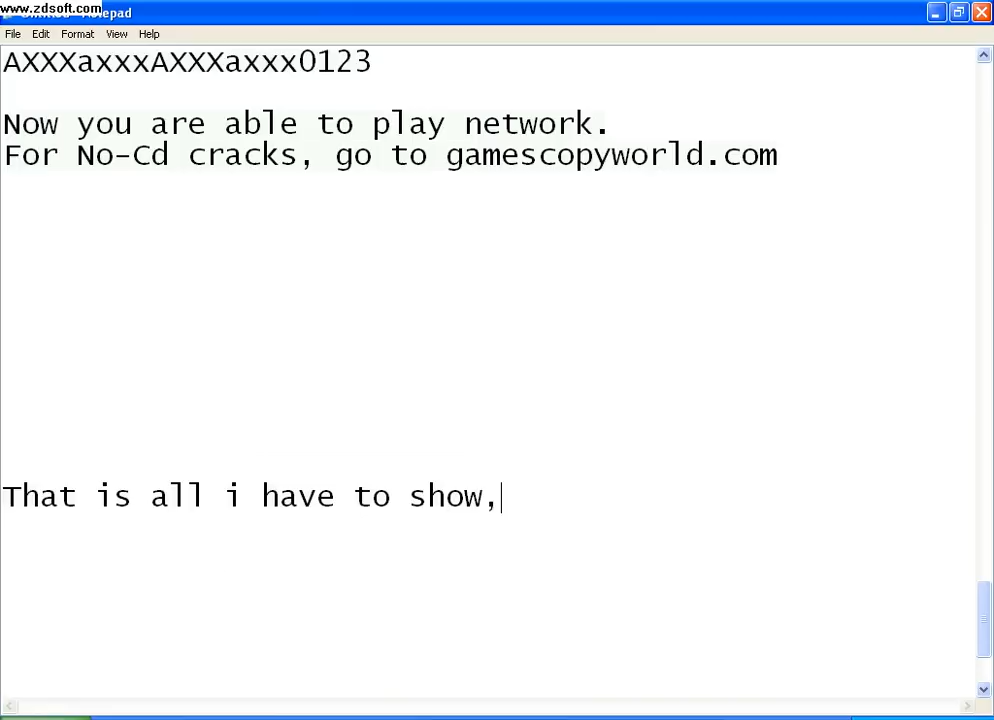 www.zdsoft.com
Notepad
File Edit Format View Help
AXXXaxxxAXXXaxxx0123
Now you are able to play network.
For No-Cd cracks, go to gamescopyworld.com
That is all i have to show,